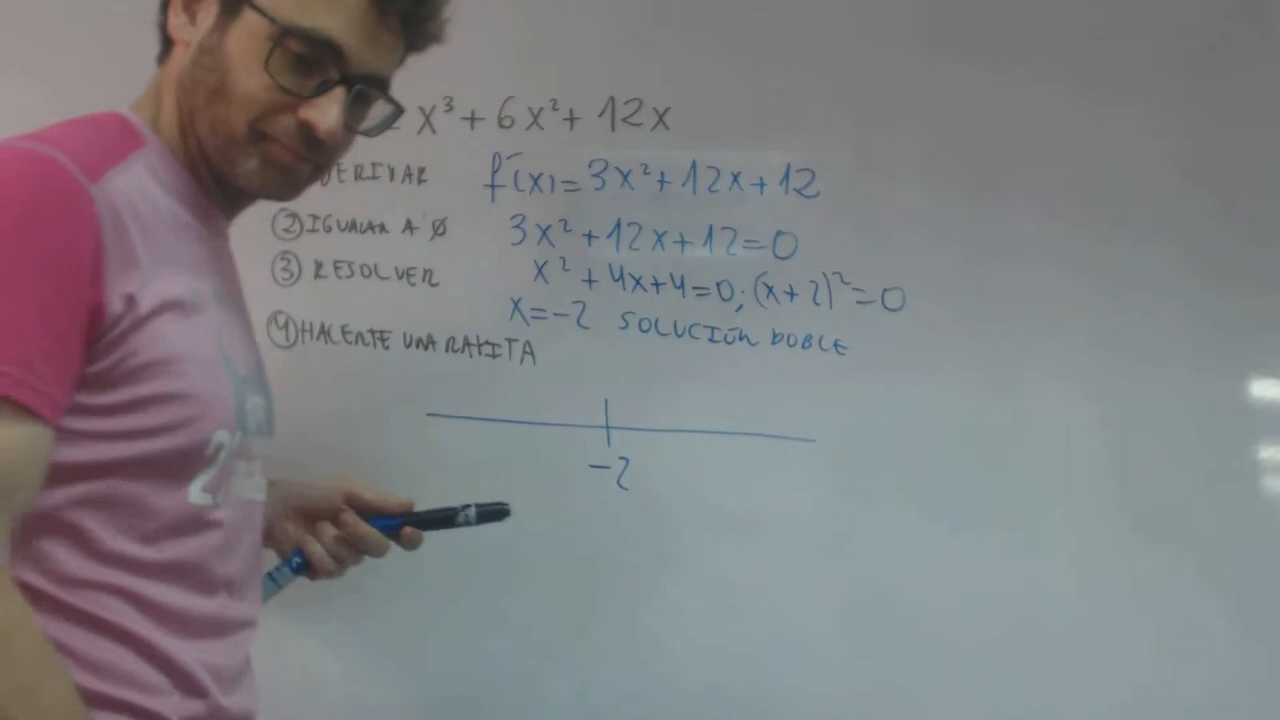 = x³ + 6x² + 12x
DERIVAR f'(x) = 3x² + 12x + 12
② IGUALAR A Ø 3x² + 12x + 12 = 0
③ RESOLVER x² + 4x + 4 = 0; (x + 2)² = 0
x = -2 SOLUCIÓN DOBLE
④ HACERTE UNA RAYITA
-2